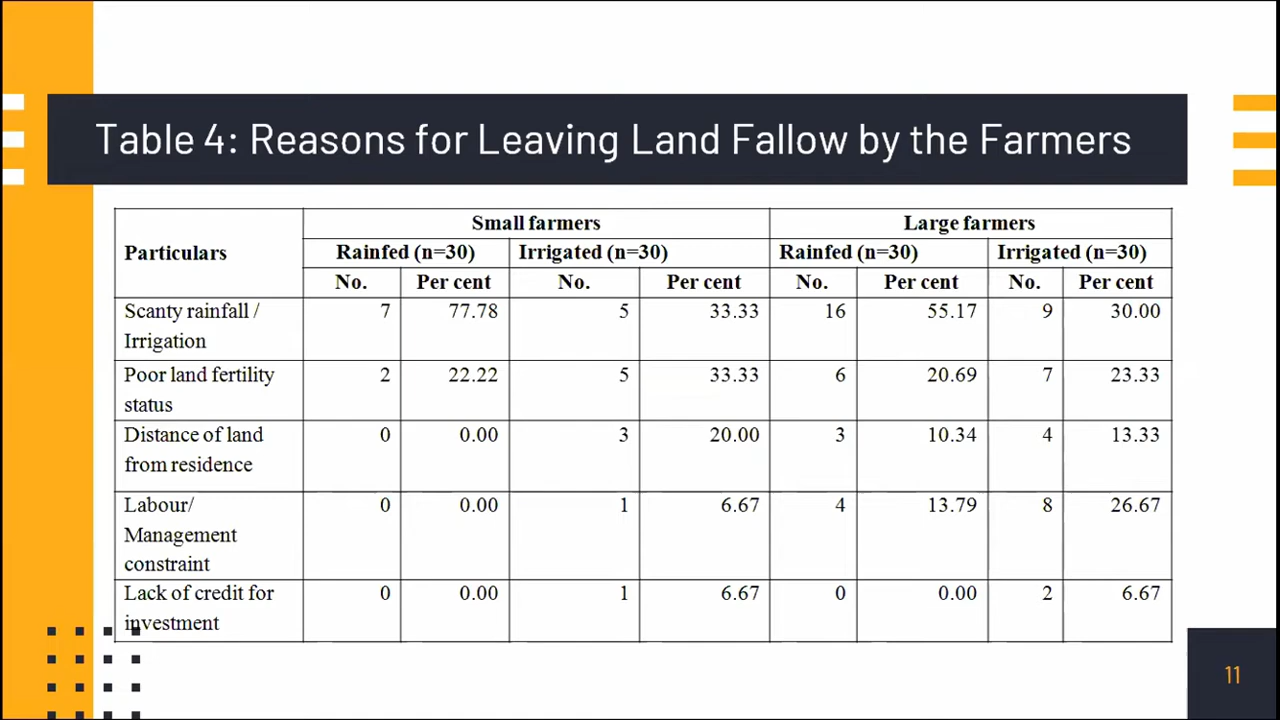 Table 4: Reasons for Leaving Land Fallow by the Farmers
Particulars Small farmers Large farmers
Rainfed (n=30) Irrigated (n=30) Rainfed (n=30) Irrigated (n=30)
No. Per cent No. Per cent No. Per cent No. Per cent
Scanty rainfall / 7 77.78 5 33.33 16 55.17 9 30.00
Irrigation
Poor land fertility 2 22.22 5 33.33 6 20.69 7 23.33
status
Distance of land 0 0.00 3 20.00 3 10.34 4 13.33
from residence
Labour/ 0 0.00 1 6.67 4 13.79 8 26.67
Management
constraint
Lack of credit for 0 0.00 1 6.67 0 0.00 2 6.67
investment
11